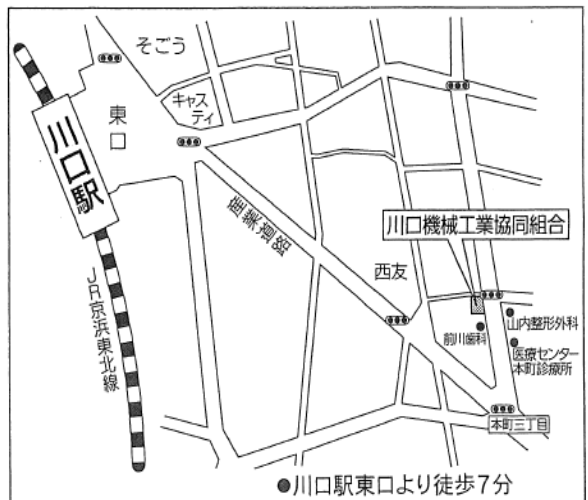 そごう
キャス
ティ
東口
川口駅
産業道路
川口機械工業協同組合
西友
山内整形外科
前川歯科
医療センター
本町診療所
JR京浜東北線
本町三丁目
●川口駅東口より徒歩7分